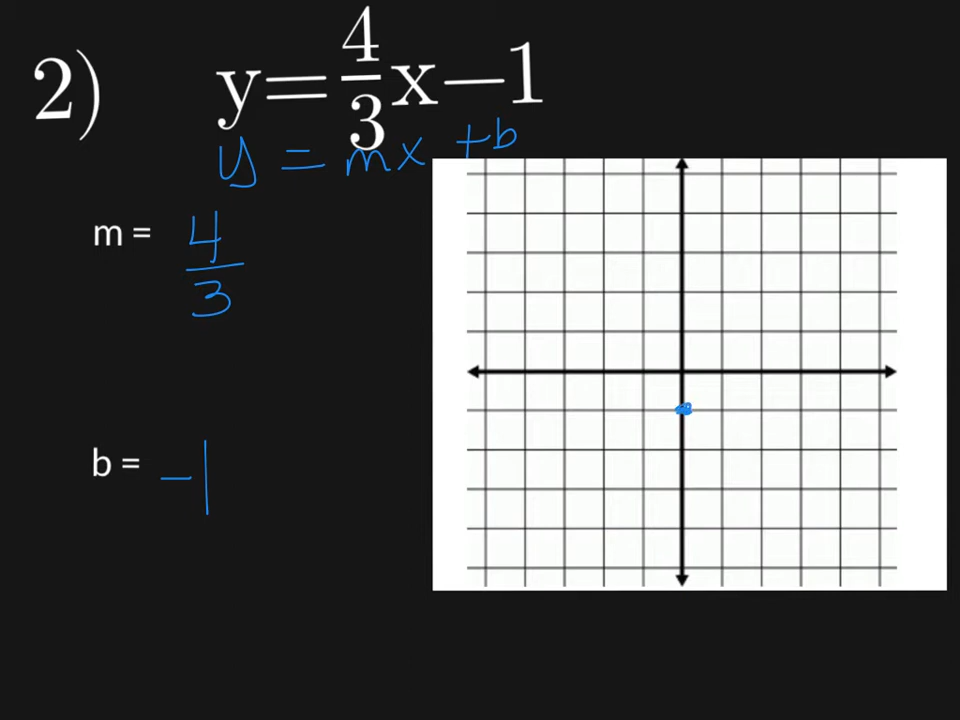 2) y=4/3x−1
y = mx + b
m = 4/3
b = -1